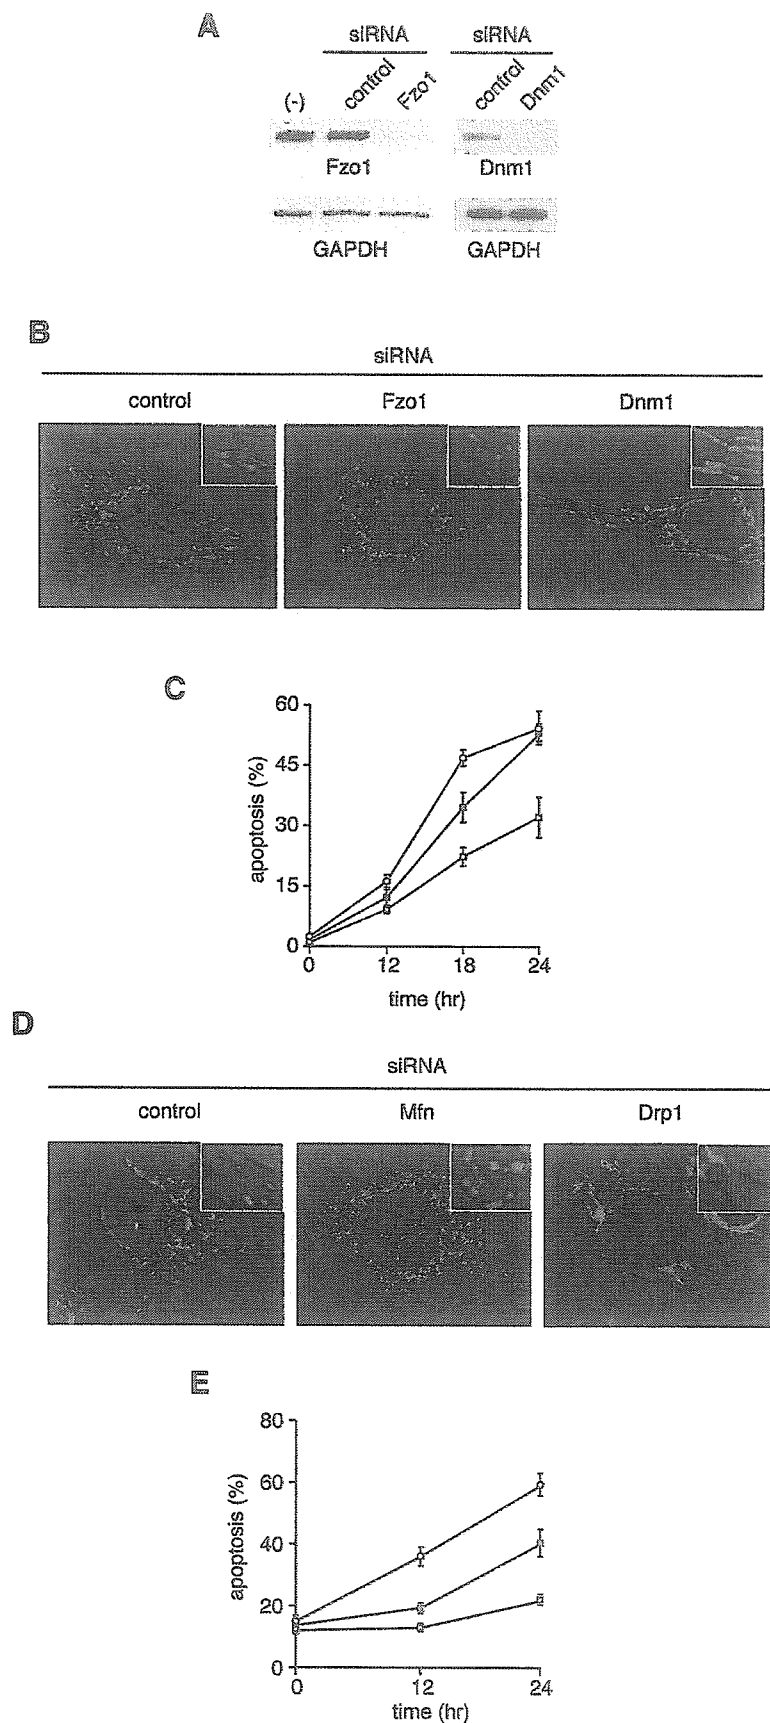 A
siRNA siRNA
(-) control Fzo1 control Dnm1
Fzo1 Dnm1
GAPDH GAPDH
B
siRNA
control Fzo1 Dnm1
C
60
45
30
15
0
apoptosis (%)
0 12 18 24
time (hr)
D
siRNA
control Mfn Drp1
E
80
60
40
20
0
apoptosis (%)
0 12 24
time (hr)